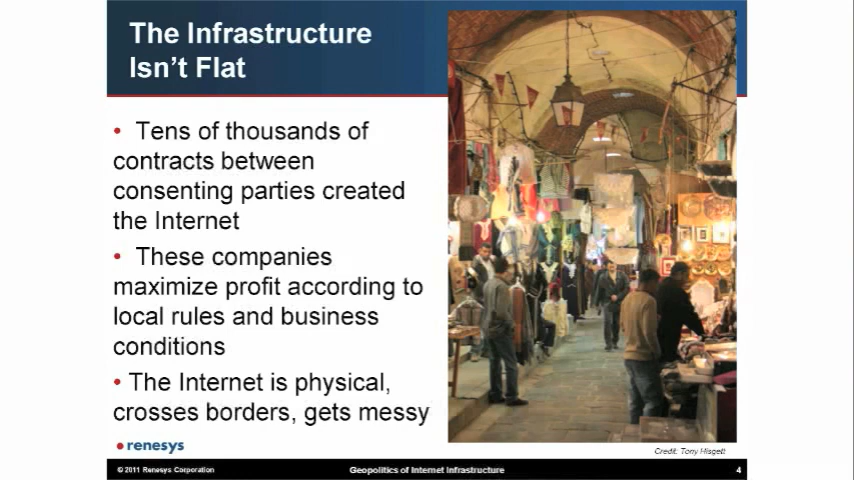 The Infrastructure
Isn't Flat
• Tens of thousands of
contracts between
consenting parties created
the Internet
• These companies
maximize profit according to
local rules and business
conditions
• The Internet is physical,
crosses borders, gets messy
renesys
Credit: Tony Hisgett
© 2011 Renesys Corporation
Geopolitics of Internet Infrastructure
4